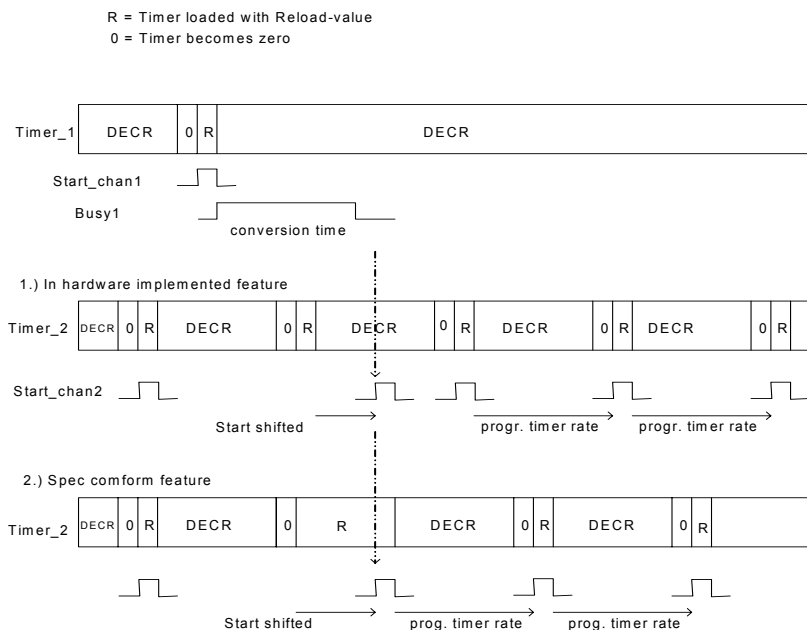 R = Timer loaded with Reload-value
0 = Timer becomes zero
Timer_1 DECR 0 R DECR
Start_chan1
Busy1
conversion time
1.) In hardware implemented feature
Timer_2 DECR 0 R DECR 0 R DECR 0 R DECR 0 R DECR 0 R
Start_chan2
Start shifted progr. timer rate progr. timer rate
2.) Spec comform feature
Timer_2 DECR 0 R DECR 0 R DECR 0 R DECR 0 R
Start shifted progr. timer rate prog. timer rate